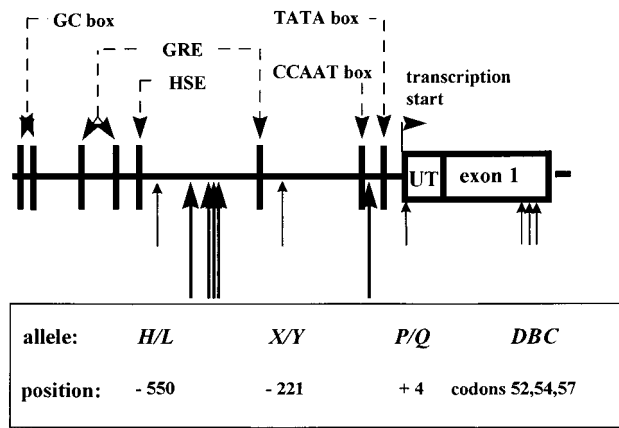 GC box
TATA box
GRE
HSE
CCAAT box
transcription
start
UT
exon 1
allele: H/L X/Y P/Q DBC
position: - 550 - 221 + 4 codons 52,54,57